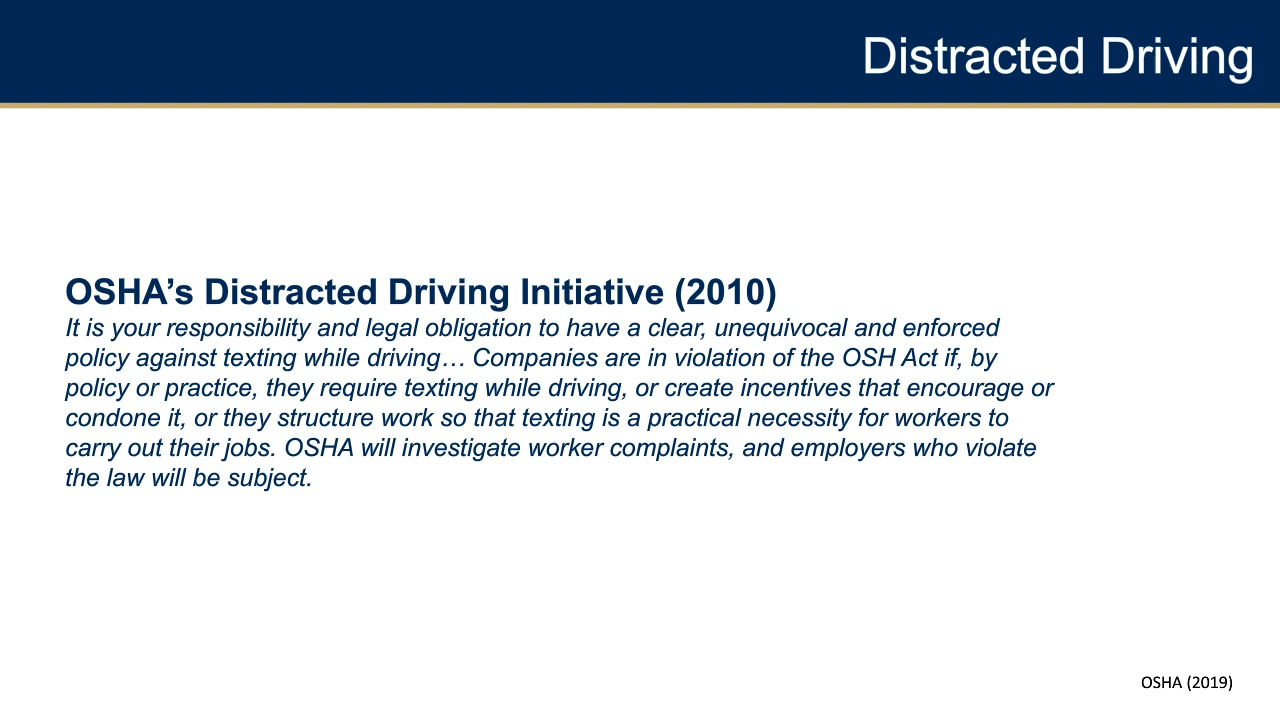 Distracted Driving
OSHA’s Distracted Driving Initiative (2010)
It is your responsibility and legal obligation to have a clear, unequivocal and enforced
policy against texting while driving… Companies are in violation of the OSH Act if, by
policy or practice, they require texting while driving, or create incentives that encourage or
condone it, or they structure work so that texting is a practical necessity for workers to
carry out their jobs. OSHA will investigate worker complaints, and employers who violate
the law will be subject.
OSHA (2019)